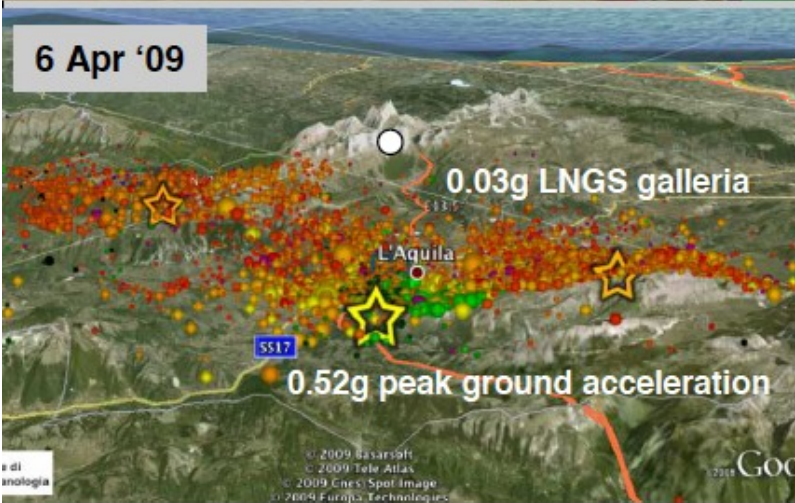 6 Apr ‘09
0.03g LNGS galleria
L'Aquila
SS17
0.52g peak ground acceleration
e di
anologia
© 2009 Basarsoft
© 2009 Tele Atlas
© 2009 Cnes/Spot Image
© 2009 Europa Technologies
©2009 Goo